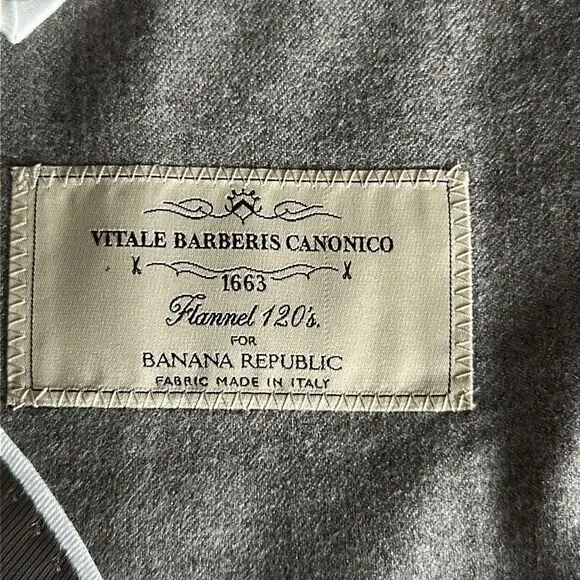 VITALE BARBERIS CANONICO
1663
Flannel 120's.
FOR
BANANA REPUBLIC
FABRIC MADE IN ITALY